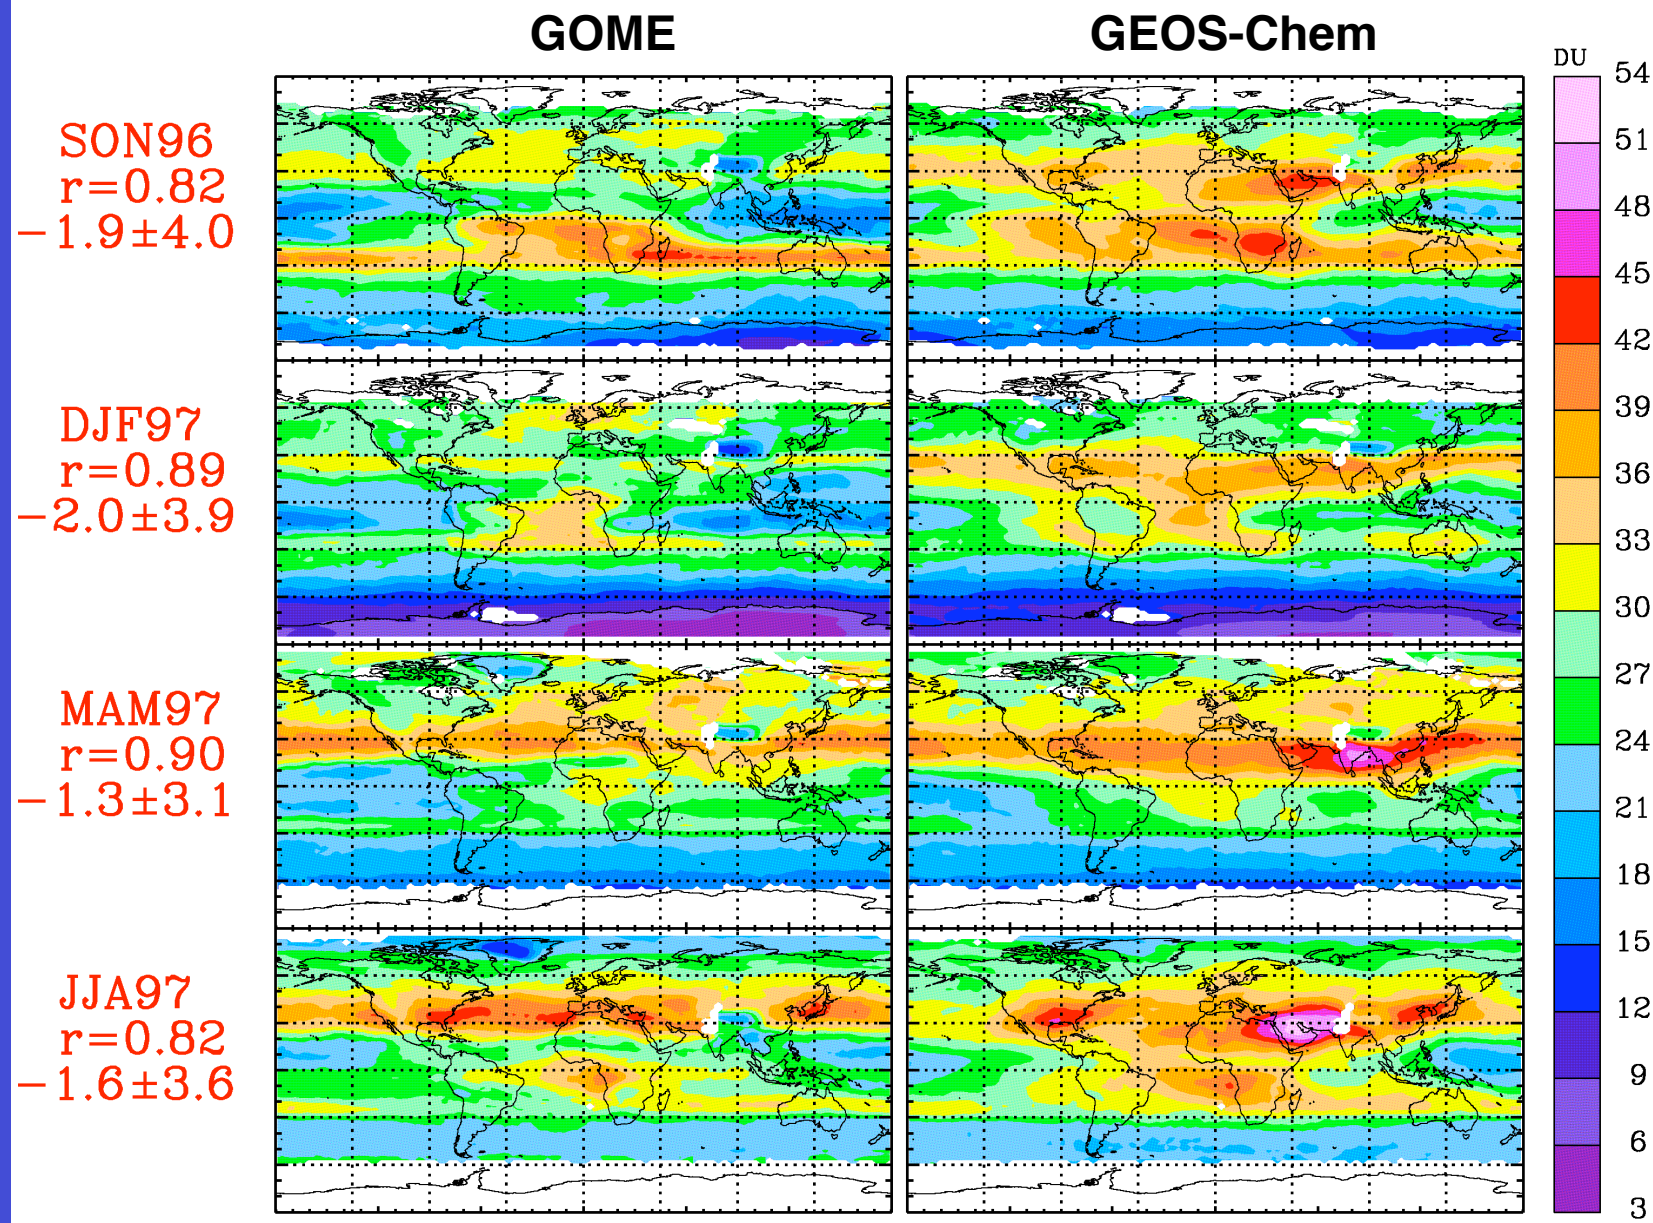 GOME GEOS-Chem
DU
SON96
r=0.82
−1.9±4.0
DJF97
r=0.89
−2.0±3.9
MAM97
r=0.90
−1.3±3.1
JJA97
r=0.82
−1.6±3.6
54
51
48
45
42
39
36
33
30
27
24
21
18
15
12
9
6
3